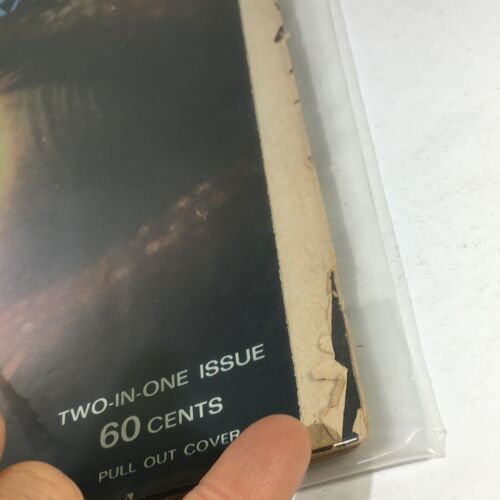 TWO-IN-ONE ISSUE
60 CENTS
PULL OUT COVER